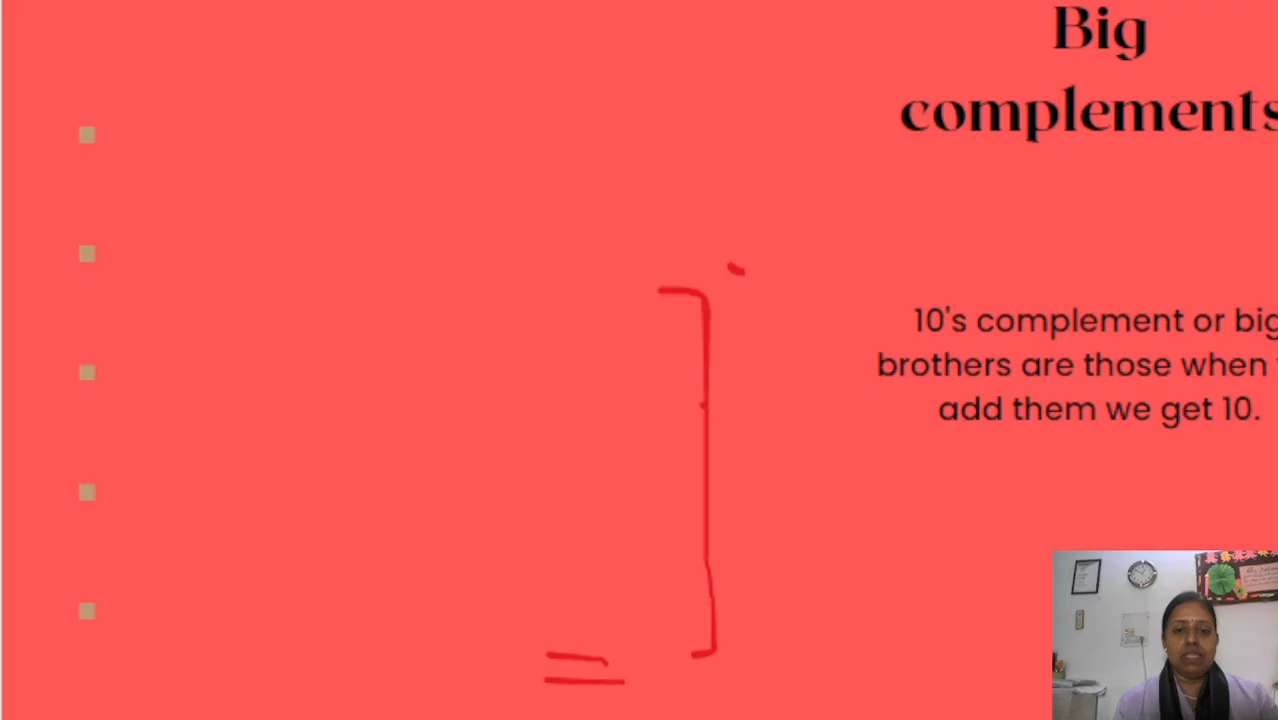 Big
complements
10's complement or big
brothers are those when
add them we get 10.